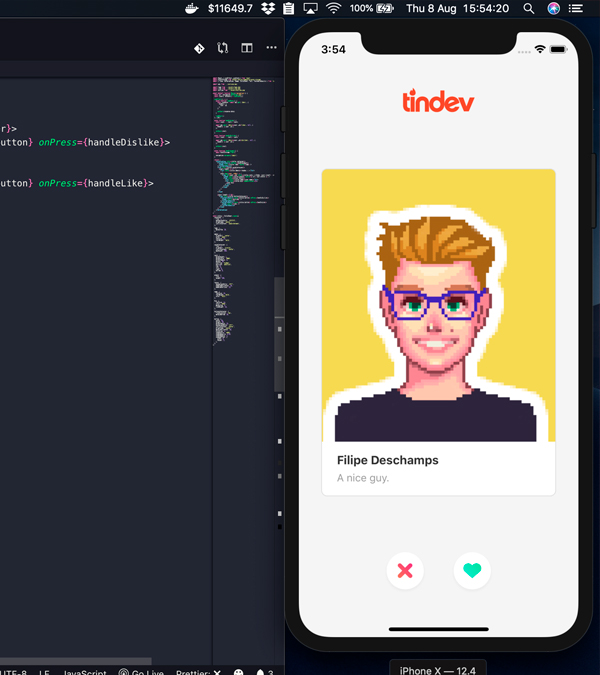 $11649.7 100% Thu 8 Aug 15:54:20
3:54
tindev
r}>
utton} onPress={handleDislike}>
utton} onPress={handleLike}>
Filipe Deschamps
A nice guy.
UTF-8 LF JavaScript Go Live Prettier: X 3
iPhone X — 12.4